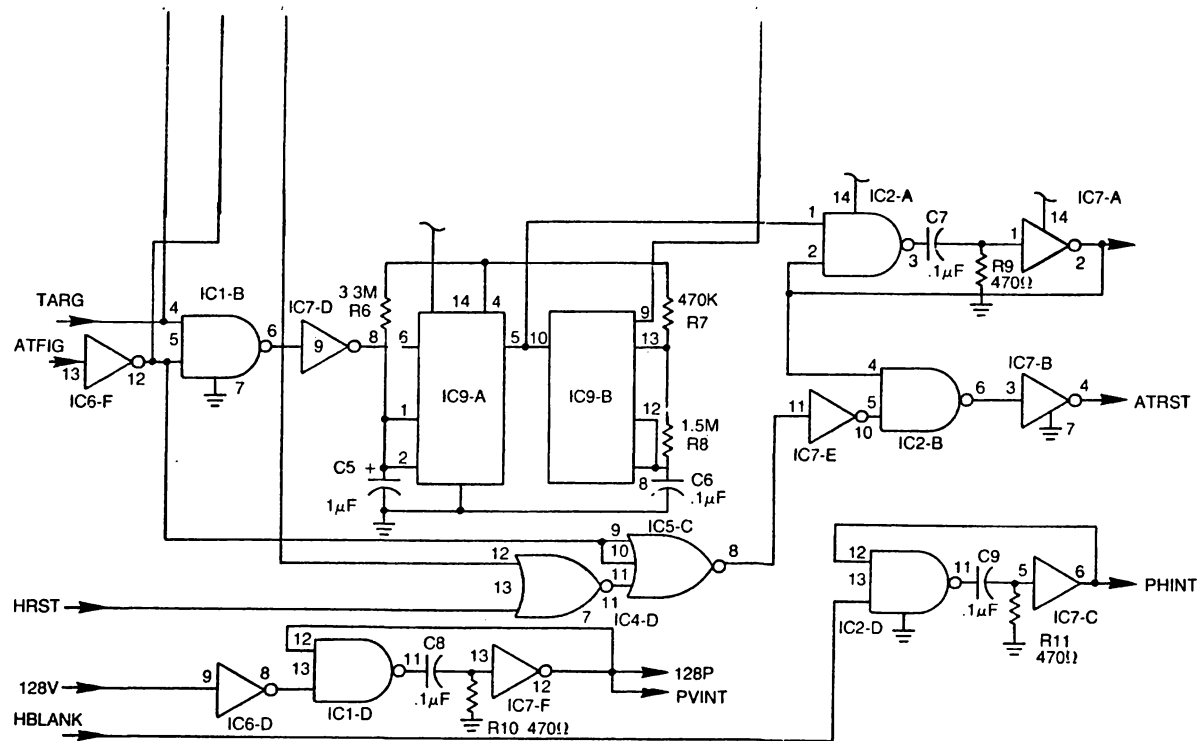 14
IC2-A
IC7-A
1
C7
14
1
2
3
.1µF
R9
470Ω
2
TARG
4
IC1-B
IC7-D
3.3M
R6
14
4
9
470K
R7
ATFIG
5
6
9
8
6
5
10
13
13
12
7
4
IC7-B
IC6-F
IC9-A
IC9-B
6
3
4
ATRST
1
12
11
5
7
1.5M
R8
10
IC2-B
C5
+
2
IC7-E
1µF
8
C6
.1µF
IC5-C
9
10
8
12
12
11
C9
5
6
PHINT
13
11
13
HRST
7
11
IC4-D
.1µF
IC7-C
IC2-D
R11
470Ω
12
C8
9
8
13
11
13
128P
128V
.1µF
12
PVINT
IC7-F
HBLANK
IC6-D
IC1-D
R10 470Ω